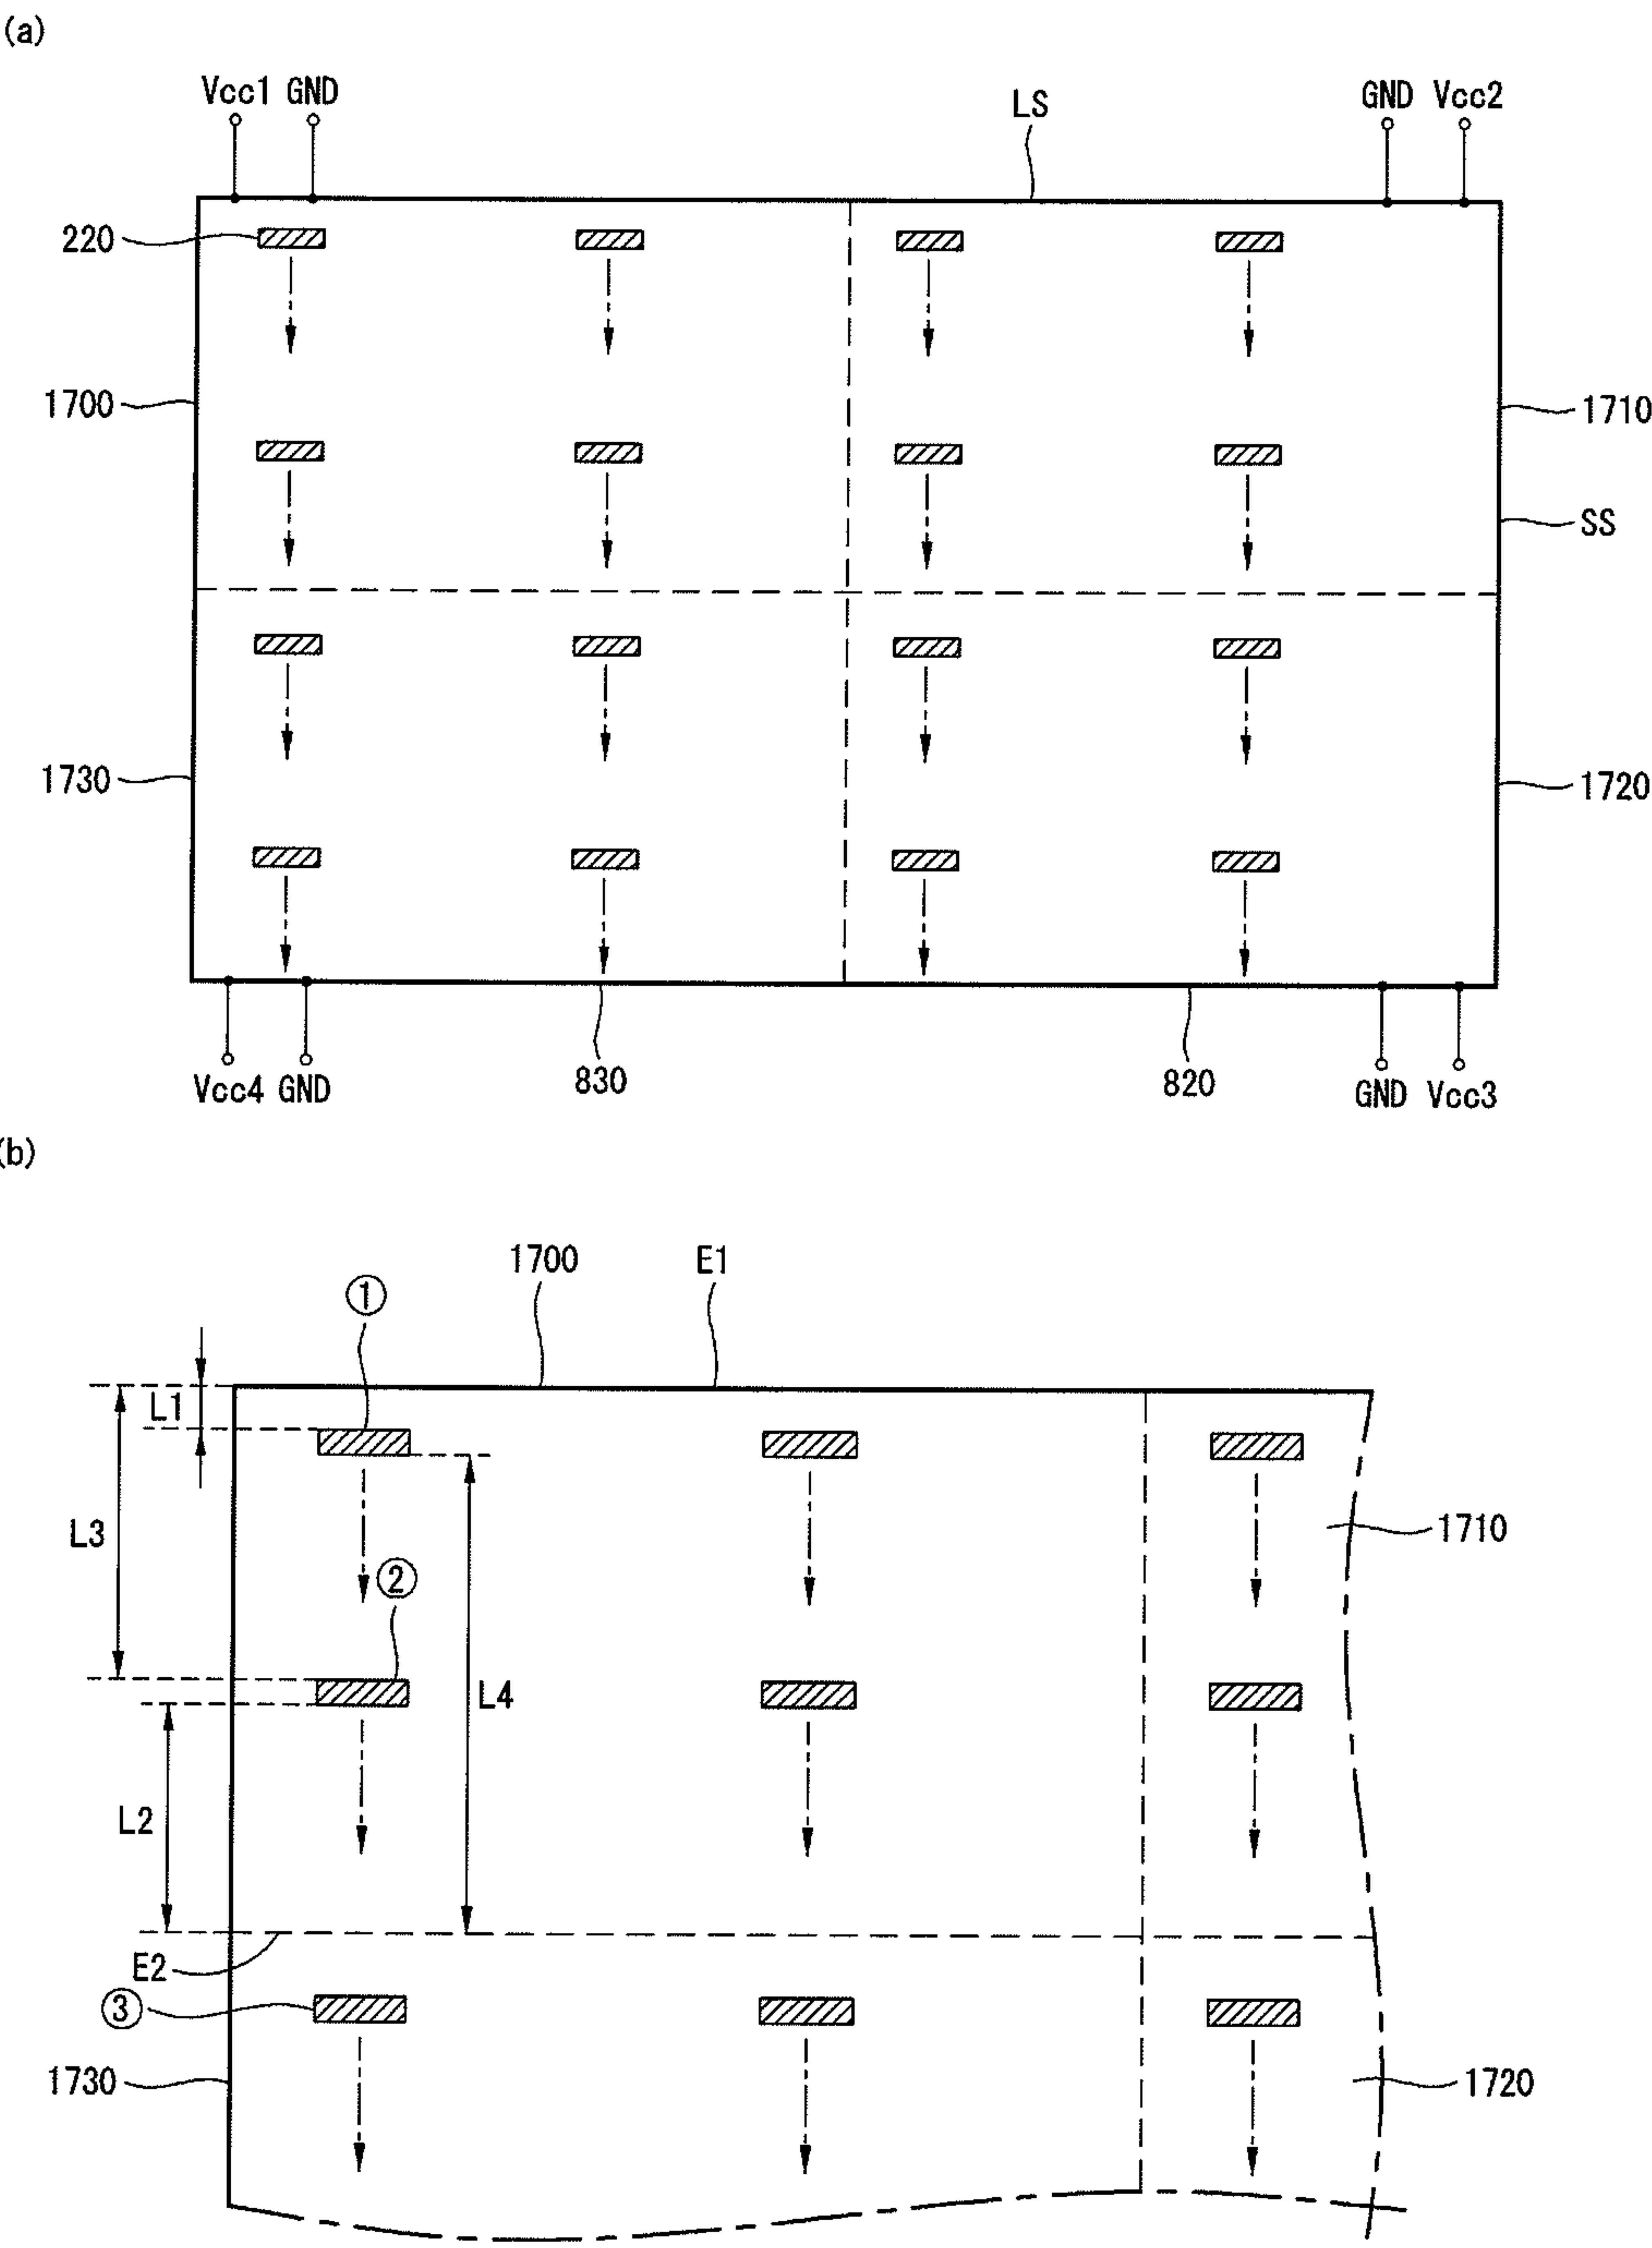 (a)
Vcc1 GND
LS
GND Vcc2
220
1700
1710
SS
1730
1720
Vcc4 GND
830
820
GND Vcc3
(b)
1700
E1
①
L1
L3
1710
②
L4
L2
E2
③
1730
1720